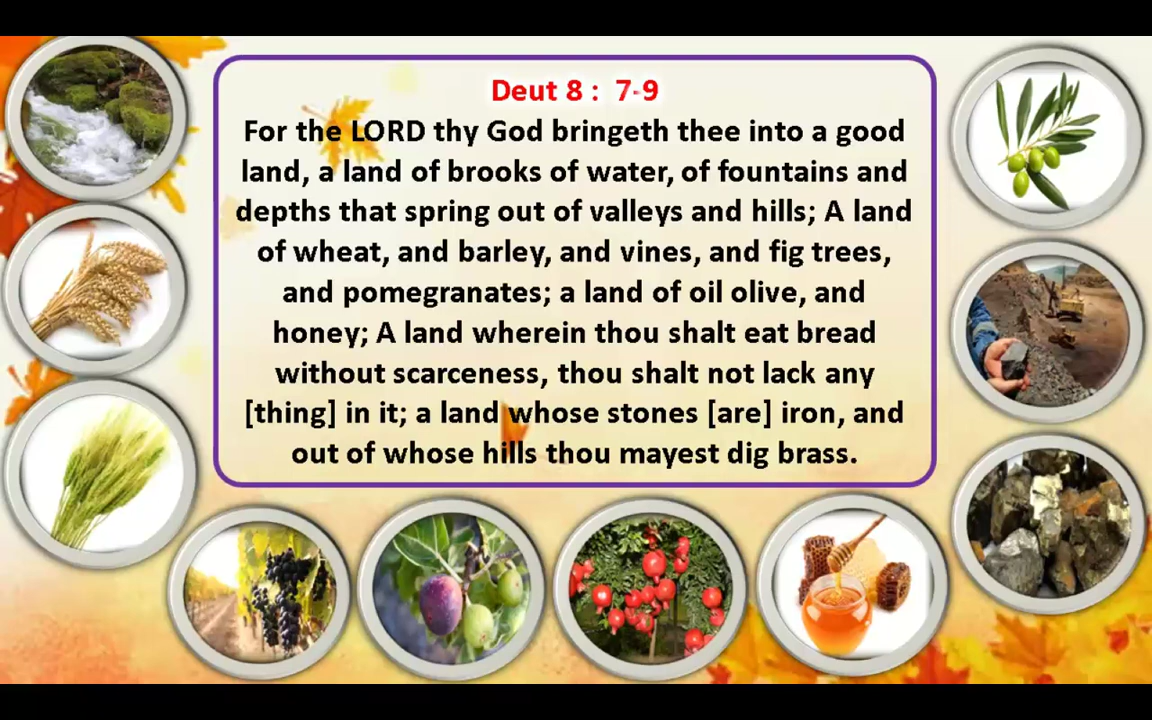 Deut 8 : 7-9
For the LORD thy God bringeth thee into a good
land, a land of brooks of water, of fountains and
depths that spring out of valleys and hills; A land
of wheat, and barley, and vines, and fig trees,
and pomegranates; a land of oil olive, and
honey; A land wherein thou shalt eat bread
without scarceness, thou shalt not lack any
[thing] in it; a land whose stones [are] iron, and
out of whose hills thou mayest dig brass.